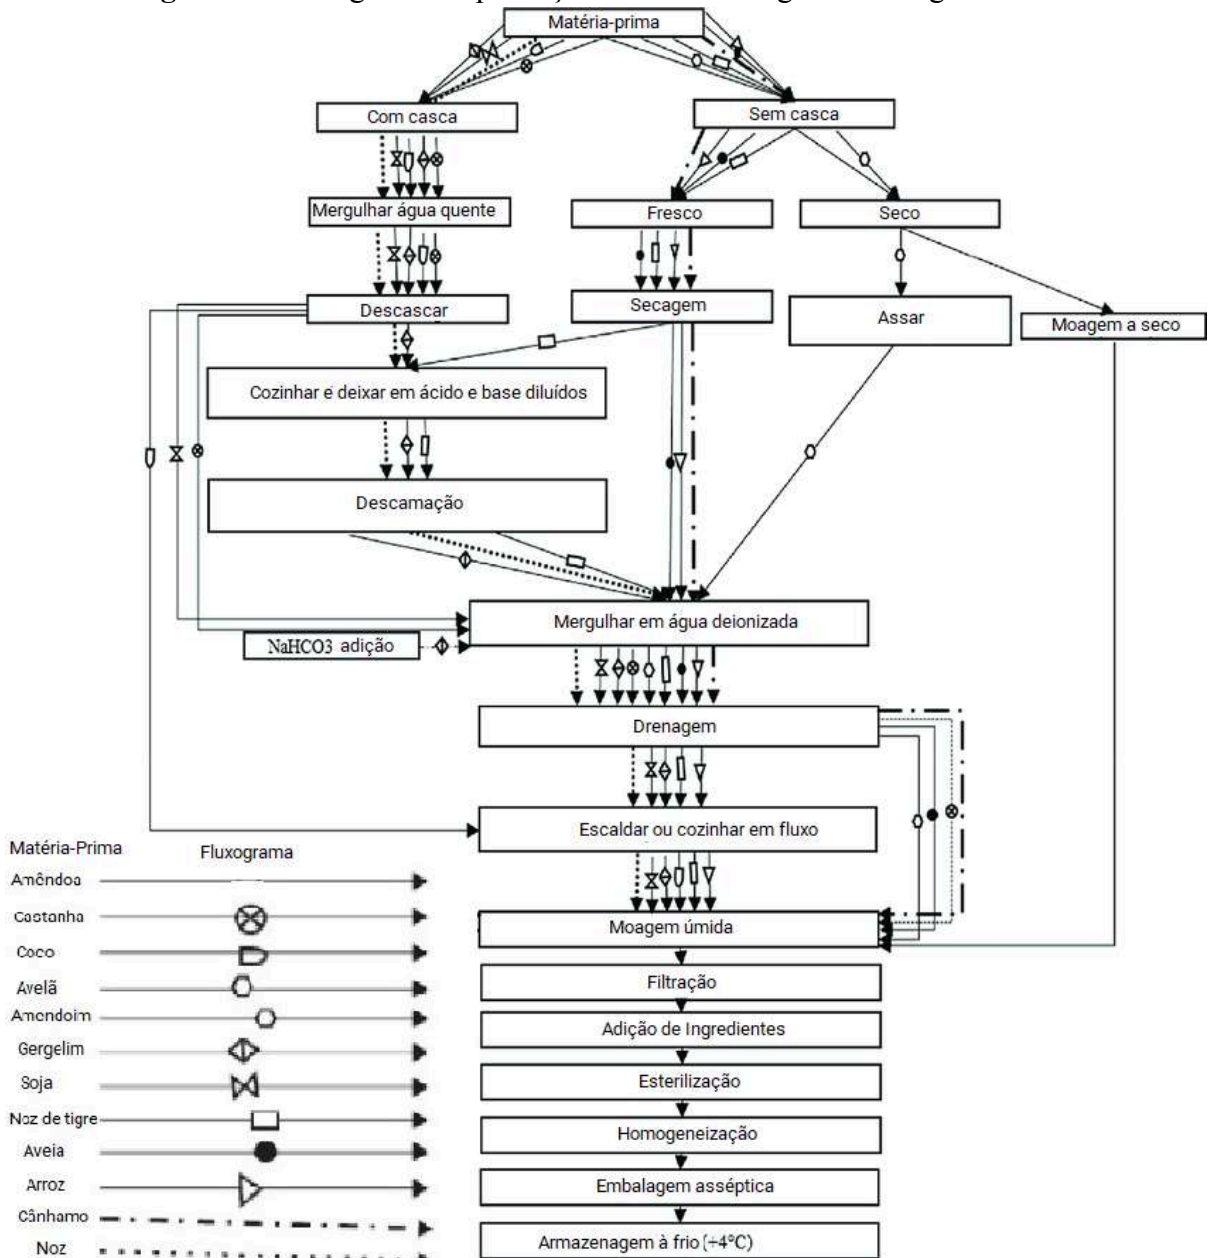 Matéria-prima
Com casca
Sem casca
Mergulhar água quente
Fresco
Seco
Descascar
Secagem
Assar
Moagem a seco
Cozinhar e deixar em ácido e base diluídos
Descamação
Mergulhar em água deionizada
NaHCO3 adição
Drenagem
Escaldar ou cozinhar em fluxo
Matéria-Prima
Fluxograma
Amêndoa
Castanha
Coco
Avelã
Amendoim
Gergelim
Soja
Noz de tigre
Aveia
Arroz
Cânhamo
Noz
Moagem úmida
Filtração
Adição de Ingredientes
Esterilização
Homogeneização
Embalagem asséptica
Armazenagem à frio (+4°C)